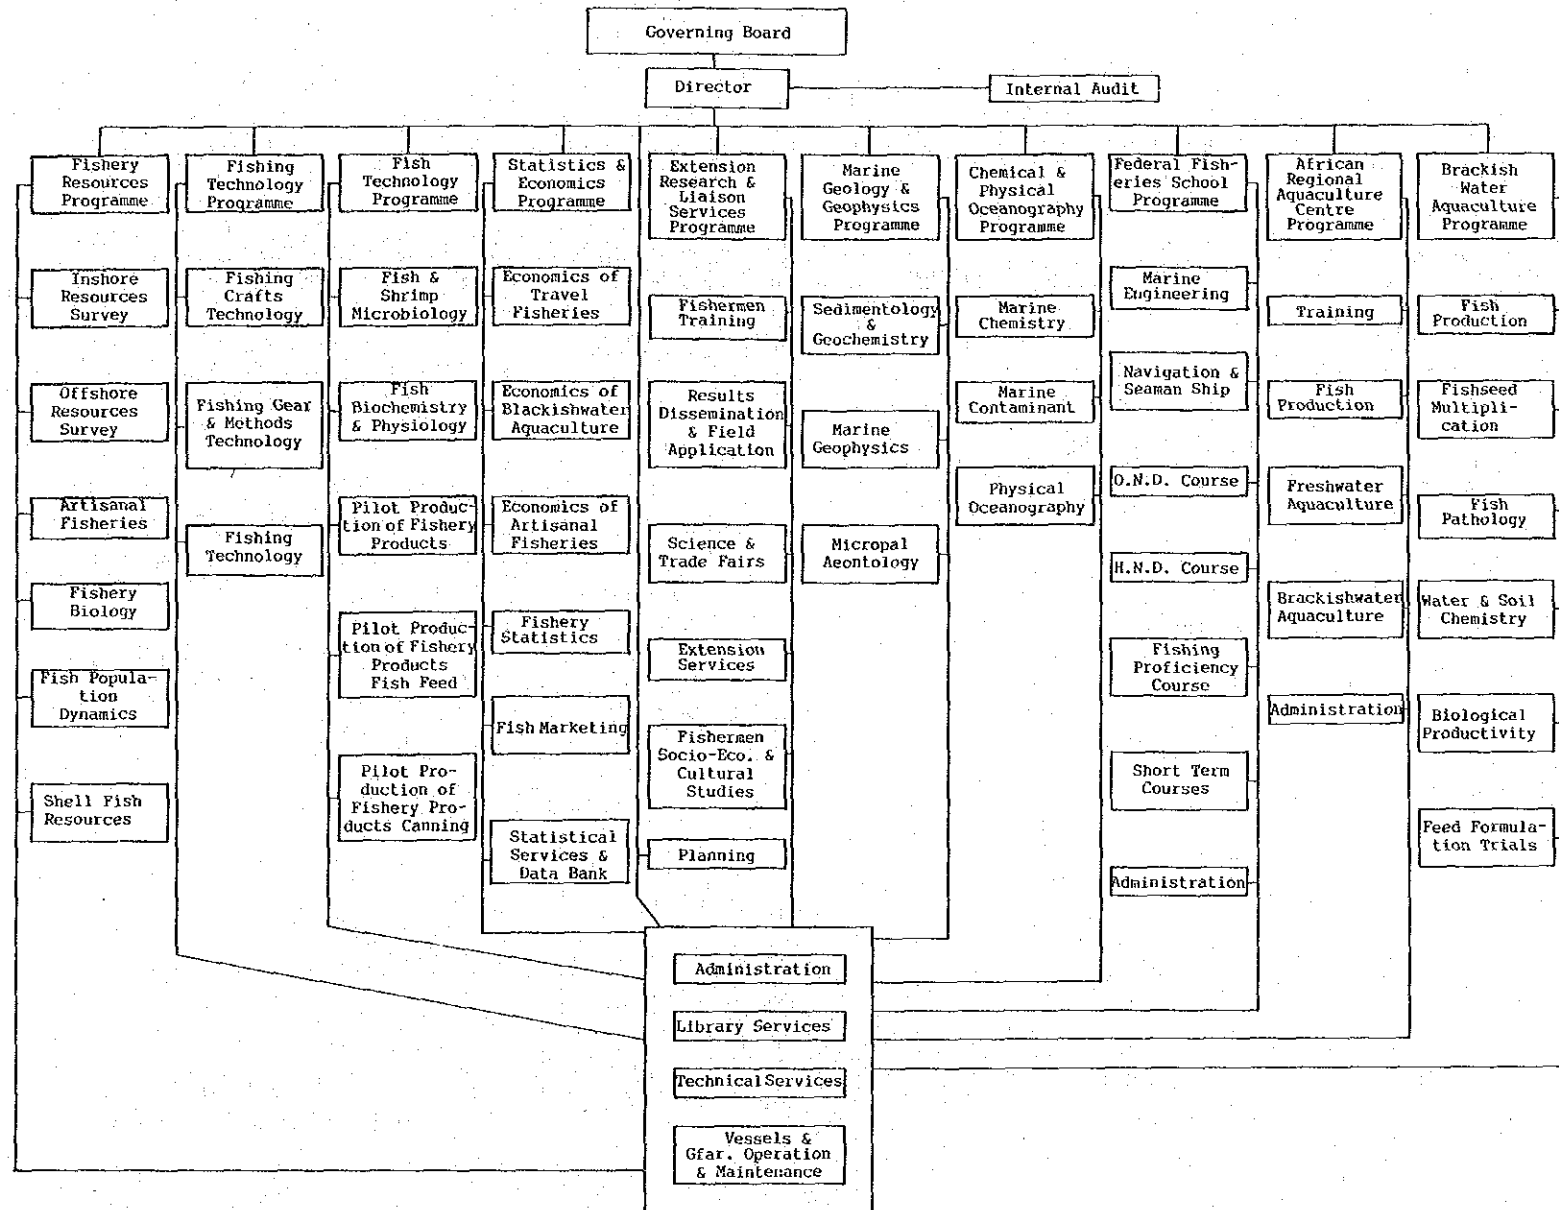 Governing Board
Director
Internal Audit
Fishery
Resources
Programme
Inshore
Resources
Survey
Offshore
Resources
Survey
Artisanal
Fisheries
Fishery
Biology
Fish Popula-
tion
Dynamics
Shell Fish
Resources
Fishing
Technology
Programme
Fishing
Crafts
Technology
Fishing Gear
& Methods
Technology
Fishing
Technology
Fish
Technology
Programme
Fish &
Shrimp
Microbiology
Fish
Biochemistry
& Physiology
Pilot Produc-
tion of Fishery
Products
Pilot Produc-
tion of Fishery
Products
Fish Feed
Pilot Pro-
duction of
Fishery Pro-
ducts Canning
Statistics &
Economics
Programme
Economics of
Travel
Fisheries
Economics of
Blackishwater
Aquaculture
Economics of
Artisanal
Fisheries
Fishery
Statistics
Fish Marketing
Statistical
Services &
Data Bank
Extension
Research &
Liaison
Services
Programme
Fishermen
Training
Results
Dissemination
& Field
Application
Science &
Trade Fairs
Extension
Services
Fishermen
Socio-Eco. &
Cultural
Studies
Planning
Marine
Geology &
Geophysics
Programme
Sedimentology
&
Geochemistry
Marine
Geophysics
Micropal
Aeontology
Chemical &
Physical
Oceanography
Programme
Marine
Chemistry
Marine
Contaminant
Physical
Oceanography
Federal Fish-
eries School
Programme
Marine
Engineering
Navigation &
Seaman Ship
O.N.D. Course
H.N.D. Course
Fishing
Proficiency
Course
Short Term
Courses
Administration
African
Regional
Aquaculture
Centre
Programme
Training
Fish
Production
Freshwater
Aquaculture
Brackishwater
Aquaculture
Administration
Brackish
Water
Aquaculture
Programme
Fish
Production
Fishseed
Multipli-
cation
Fish
Pathology
Water & Soil
Chemistry
Biological
Productivity
Feed Formula-
tion Trials
Administration
Library Services
Technical Services
Vessels &
Gfar. Operation
& Maintenance